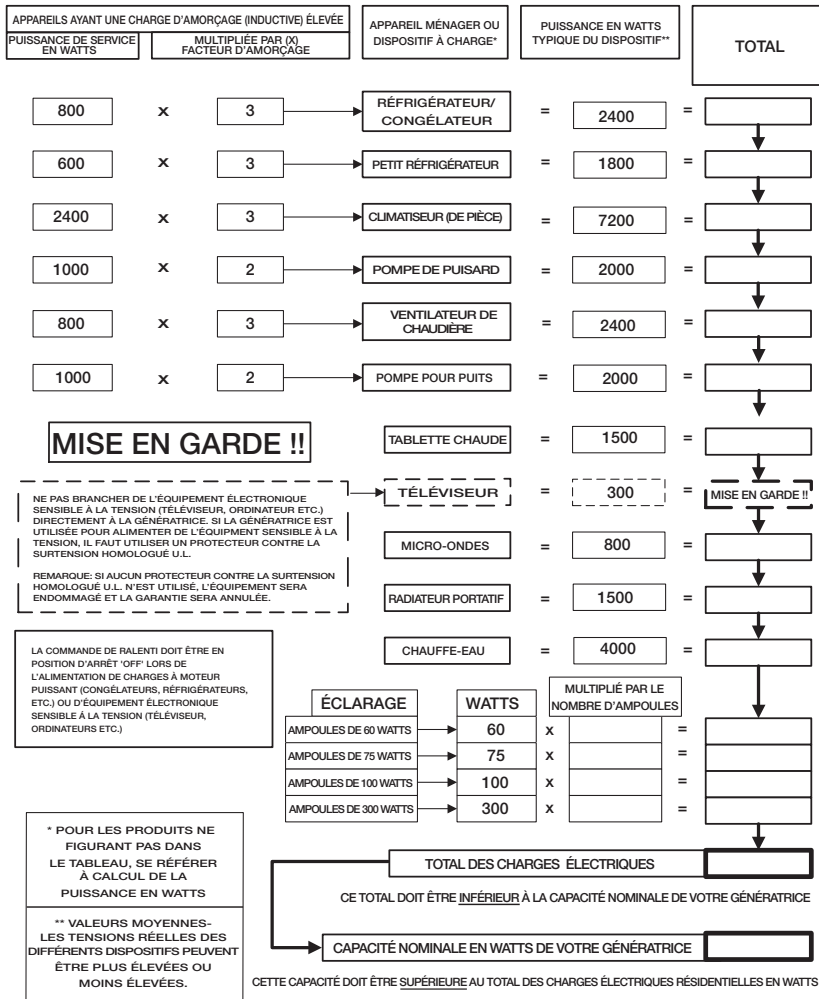 APPAREILS AYANT UNE CHARGE D'AMORÇAGE (INDUCTIVE) ÉLEVÉE
PUISSANCE DE SERVICE
EN WATTS
MULTIPLIÉE PAR (X)
FACTEUR D'AMORÇAGE
APPAREIL MÉNAGER OU
DISPOSITIF À CHARGE*
PUISSANCE EN WATTS
TYPIQUE DU DISPOSITIF**
TOTAL
800 x 3 RÉFRIGÉRATEUR/ = 2400 =
CONGÉLATEUR
600 x 3 PETIT RÉFRIGÉRATEUR = 1800 =
2400 x 3 CLIMATISEUR (DE PIÈCE) = 7200 =
1000 x 2 POMPE DE PUISARD = 2000 =
800 x 3 VENTILATEUR DE = 2400 =
CHAUDIÈRE
1000 x 2 POMPE POUR PUITS = 2000 =
MISE EN GARDE !!
TABLETTE CHAUDE = 1500 =
TÉLÉVISEUR = 300 = MISE EN GARDE !!
NE PAS BRANCHER DE L'ÉQUIPEMENT ÉLECTRONIQUE
SENSIBLE À LA TENSION (TÉLÉVISEUR, ORDINATEUR ETC.)
DIRECTEMENT À LA GÉNÉRATRICE. SI LA GÉNÉRATRICE EST
UTILISÉE POUR ALIMENTER DE L'ÉQUIPMENT SENSIBLE À LA
TENSION, IL FAUT UTILISER UN PROTECTEUR CONTRE LA
SURTENSION HOMOLOGUÉ U.L.
REMARQUE: SI AUCUN PROTECTEUR CONTRE LA SURTENSION
HOMOLOGUÉ U.L. N'EST UTILISÉ, L'ÉQUIPEMENT SERA
ENDOMMAGÉ ET LA GARANTIE SERA ANNULÉE.
MICRO-ONDES = 800 =
RADIATEUR PORTATIF = 1500 =
CHAUFFE-EAU = 4000 =
LA COMMANDE DE RALENTI DOIT ÊTRE EN
POSITION D'ARRÊT 'OFF' LORS DE
L'ALIMENTATION DE CHARGES À MOTEUR
PUISSANT (CONGÉLATEURS, RÉFRIGÉRATEURS,
ETC.) OU D'ÉQUIPEMENT ÉLECTRONIQUE
SENSIBLE Á LA TENSION (TÉLÉVISEUR,
ORDINATEURS ETC.)
ÉCLARAGE
WATTS
MULTIPLIÉ PAR LE
NOMBRE D'AMPOULES
AMPOULES DE 60 WATTS 60 x =
AMPOULES DE 75 WATTS 75 x =
AMPOULES DE 100 WATTS 100 x =
AMPOULES DE 300 WATTS 300 x =
* POUR LES PRODUITS NE
FIGURANT PAS DANS
LE TABLEAU, SE RÉFÉRER
À CALCUL DE LA
PUISSANCE EN WATTS
** VALEURS MOYENNES-
LES TENSIONS RÉELLES DES
DIFFÉRENTS DISPOSITIFS PEUVENT
ÊTRE PLUS ÉLEVÉES OU
MOINS ÉLEVÉES.
TOTAL DES CHARGES ÉLECTRIQUES
CE TOTAL DOIT ÊTRE INFÉRIEUR À LA CAPACITÉ NOMINALE DE VOTRE GÉNÉRATRICE
CAPACITÉ NOMINALE EN WATTS DE VOTRE GÉNÉRATRICE
CETTE CAPACITÉ DOIT ÊTRE SUPÉRIEURE AU TOTAL DES CHARGES ÉLECTRIQUES RÉSIDENTIELLES EN WATTS